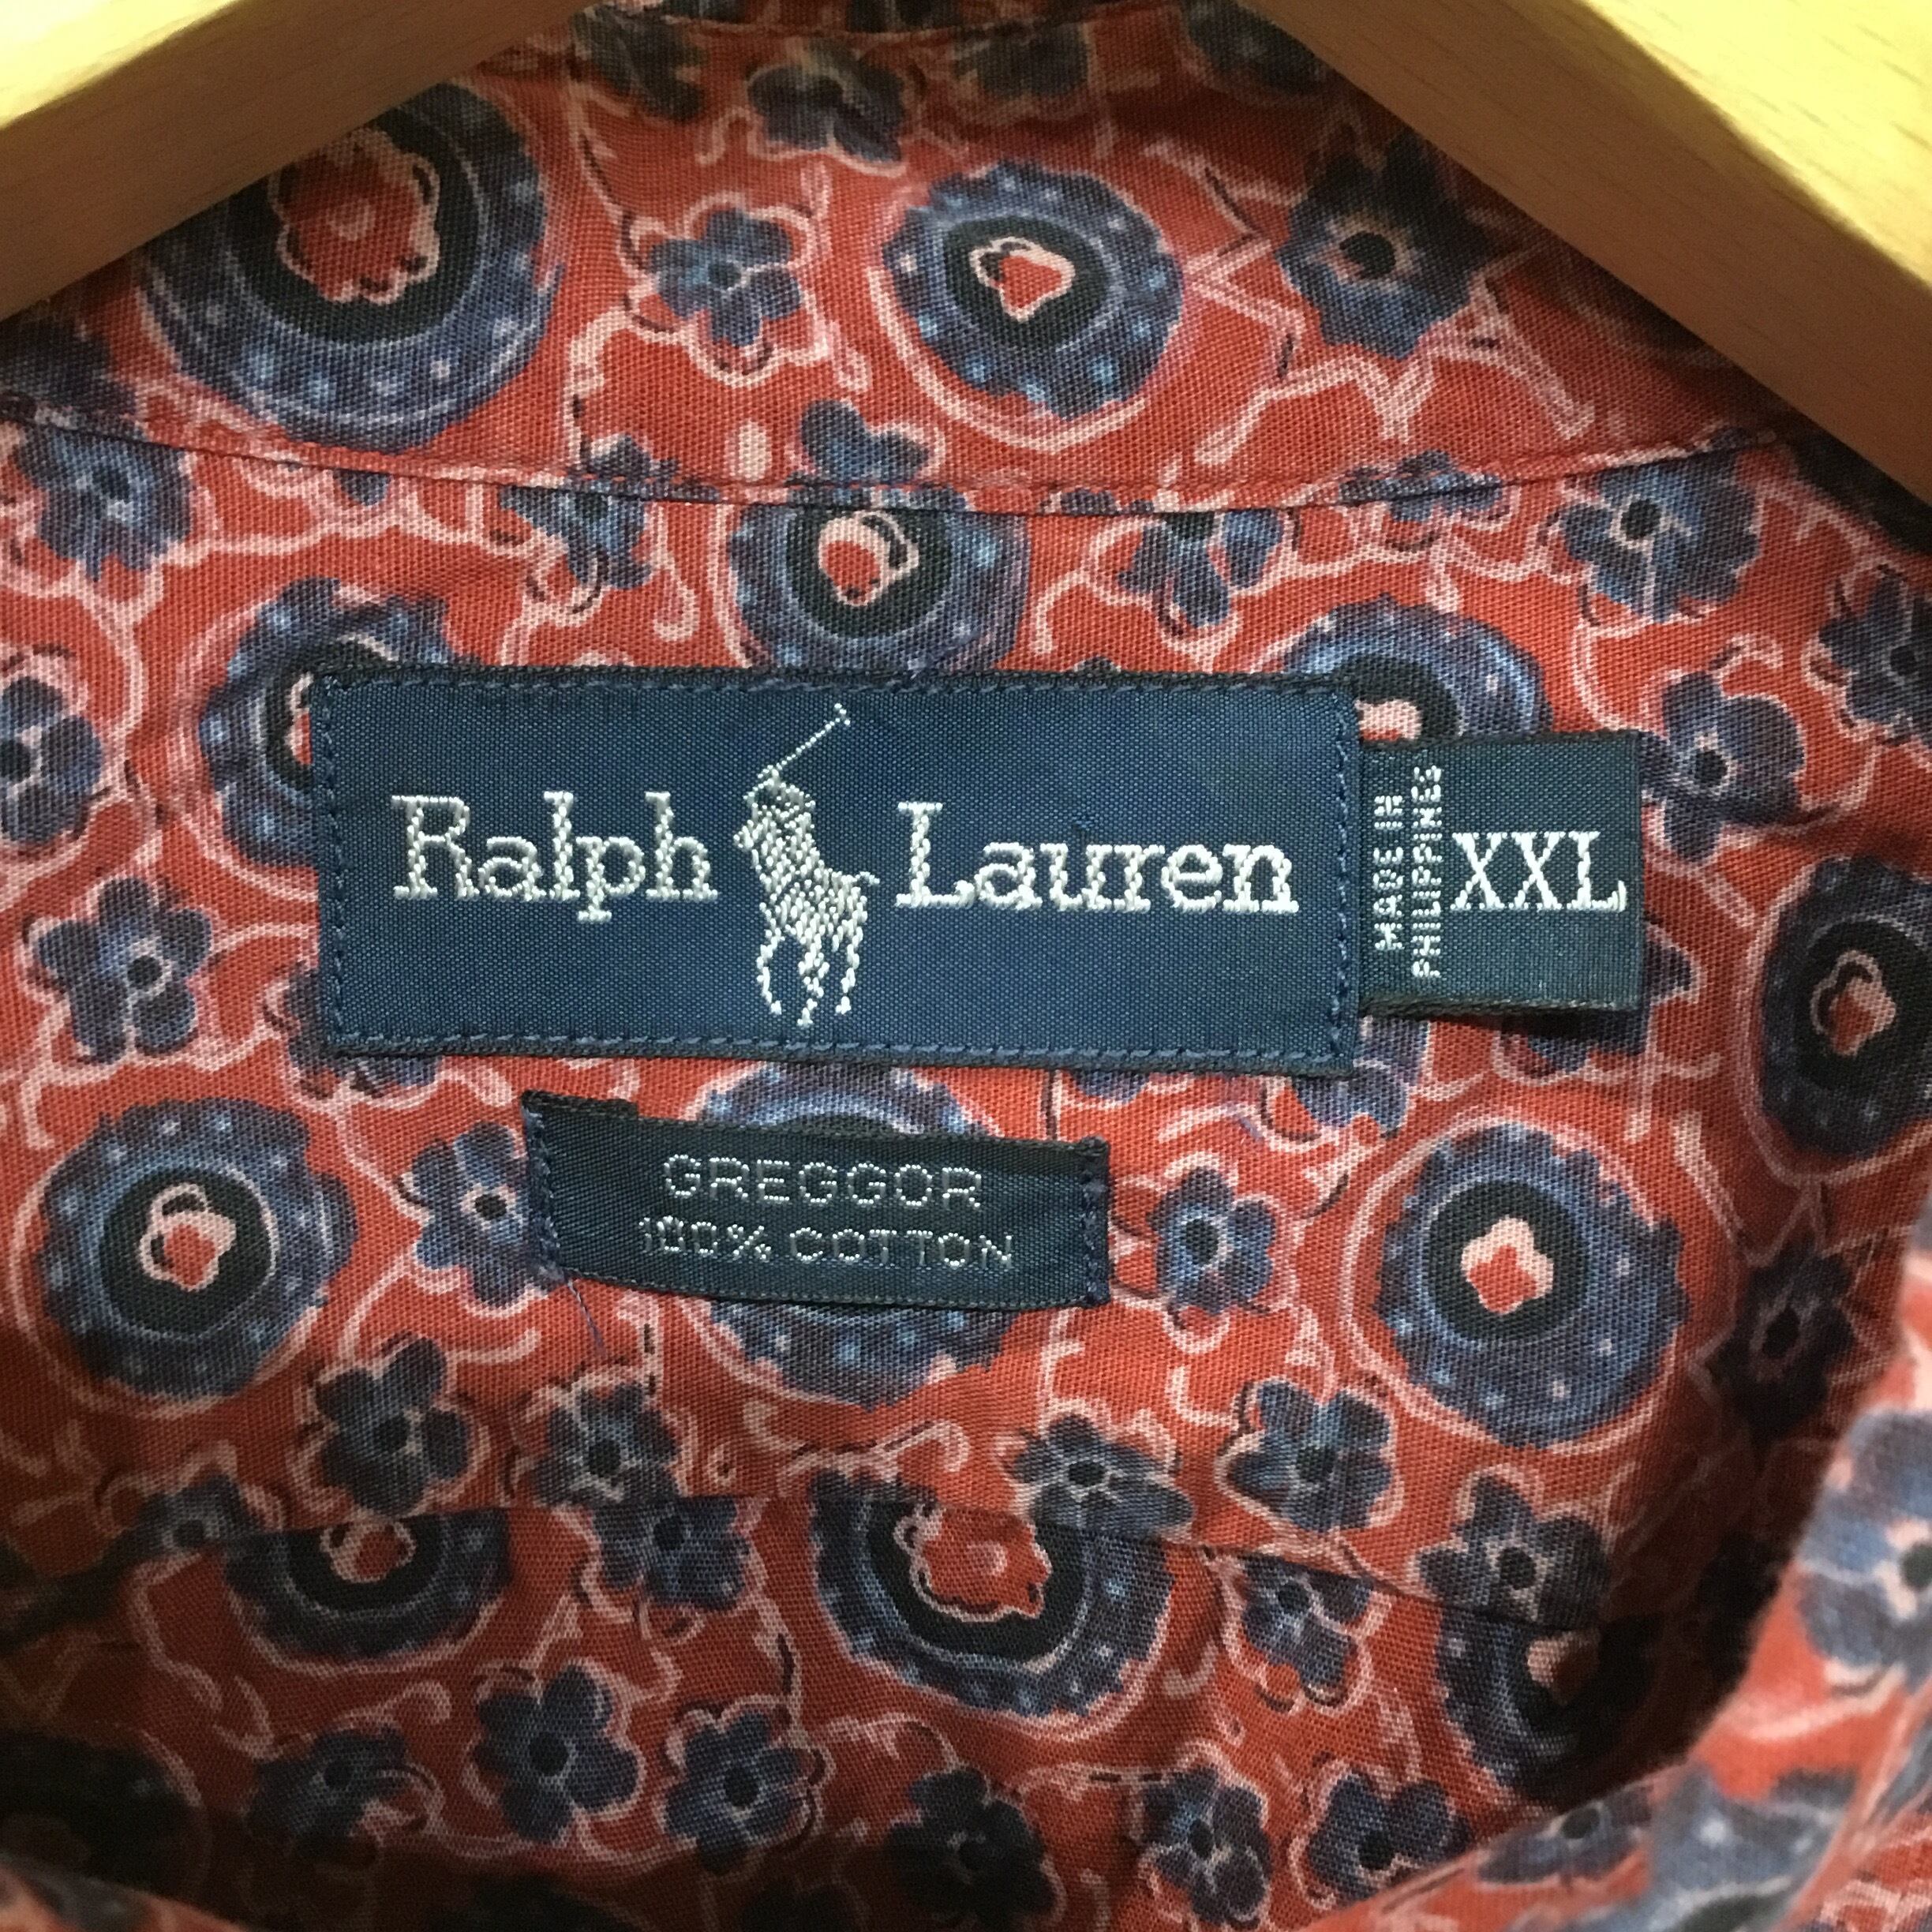 Ralph Lauren
MADE IN
PHILIPPINES
XXL
GREGGOR
100% COTTON